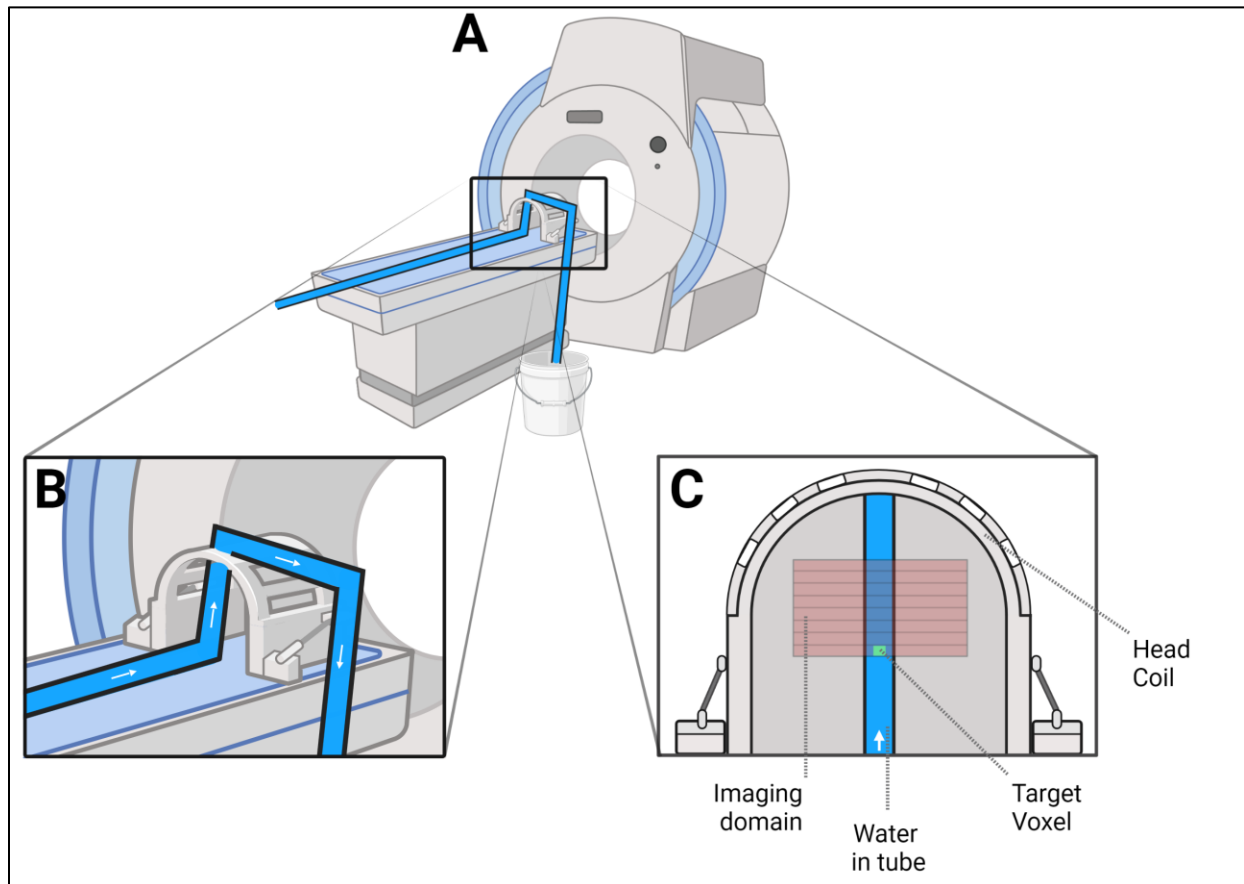 A
B
C
Head
Coil
Imaging
domain
Water
in tube
Target
Voxel